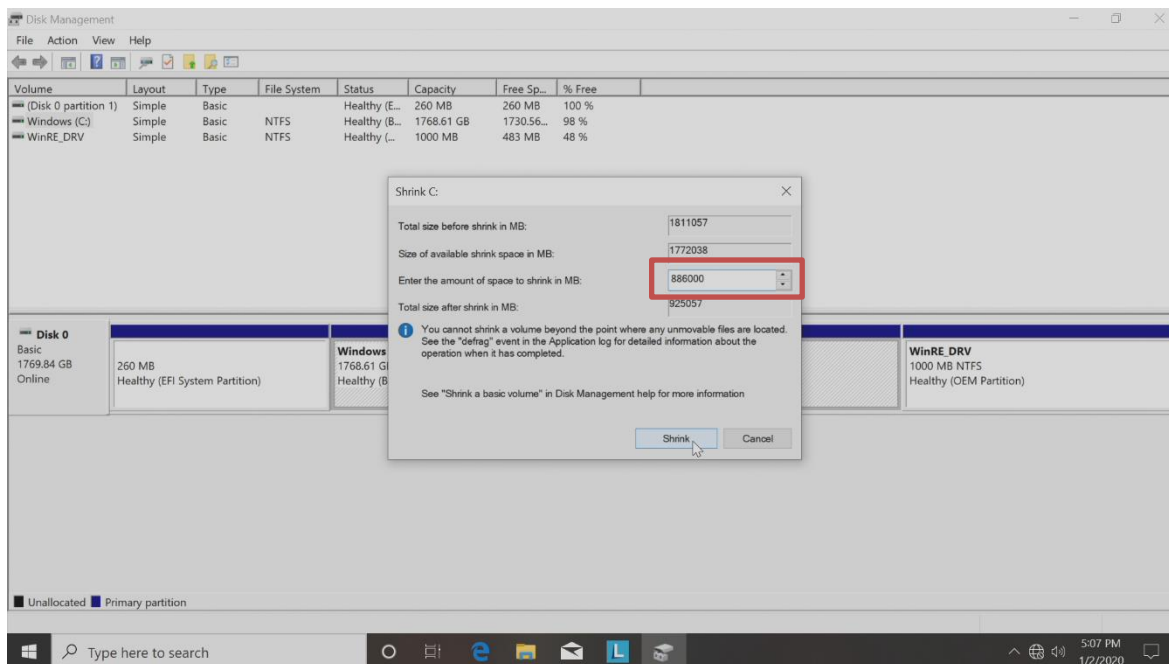 Disk Management
File Action View Help
Volume Layout Type File System Status Capacity Free Sp... % Free
(Disk 0 partition 1) Simple Basic Healthy (E... 260 MB 260 MB 100 %
Windows (C:) Simple Basic NTFS Healthy (B... 1768.61 GB 1730.56... 98 %
WinRE_DRV Simple Basic NTFS Healthy (... 1000 MB 483 MB 48 %
Shrink C:
Total size before shrink in MB: 1811057
Size of available shrink space in MB: 1772038
Enter the amount of space to shrink in MB: 886000
Total size after shrink in MB: 925057
You cannot shrink a volume beyond the point where any unmovable files are located.
See the "defrag" event in the Application log for detailed information about the
operation when it has completed.
See "Shrink a basic volume" in Disk Management help for more information
Shrink Cancel
Disk 0
Basic
1769.84 GB
Online
260 MB
Healthy (EFI System Partition)
Windows
1768.61 G
Healthy (B
WinRE_DRV
1000 MB NTFS
Healthy (OEM Partition)
Unallocated Primary partition
Type here to search
L
5:07 PM
1/2/2020